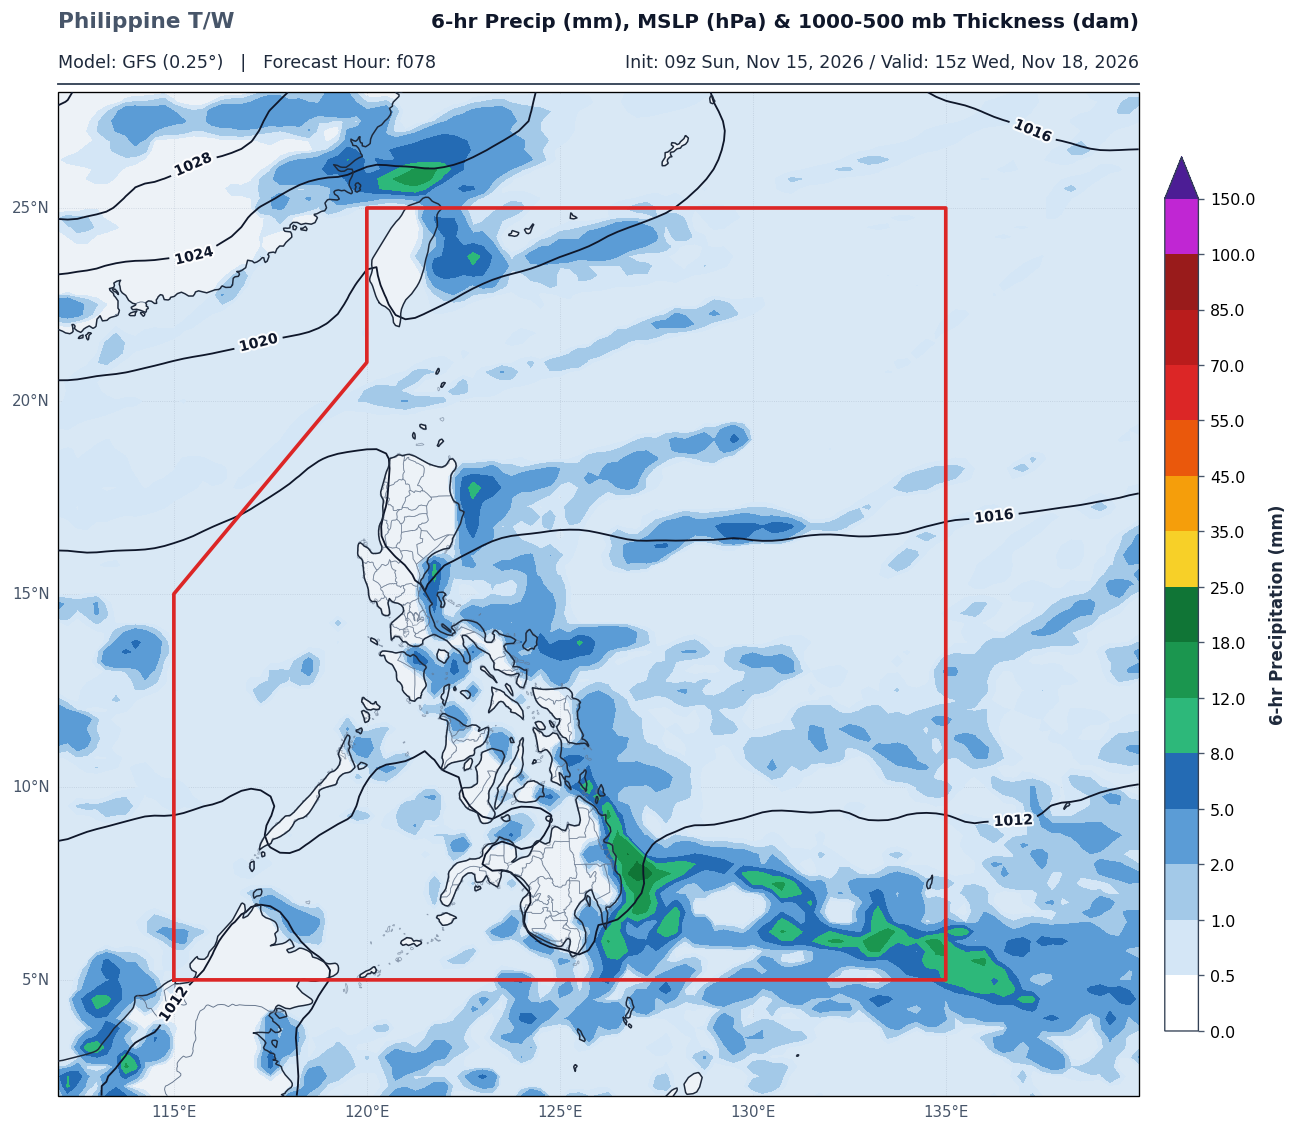 Philippine T/W
6-hr Precip (mm), MSLP (hPa) & 1000-500 mb Thickness (dam)
Model: GFS (0.25°) | Forecast Hour: f078
Init: 09z Sun, Nov 15, 2026 / Valid: 15z Wed, Nov 18, 2026
1016
1028
1024
1020
1016
1012
1012
25°N
20°N
15°N
10°N
5°N
115°E
120°E
125°E
130°E
135°E
150.0
100.0
85.0
70.0
55.0
45.0
35.0
25.0
18.0
12.0
8.0
5.0
2.0
1.0
0.5
0.0
6-hr Precipitation (mm)